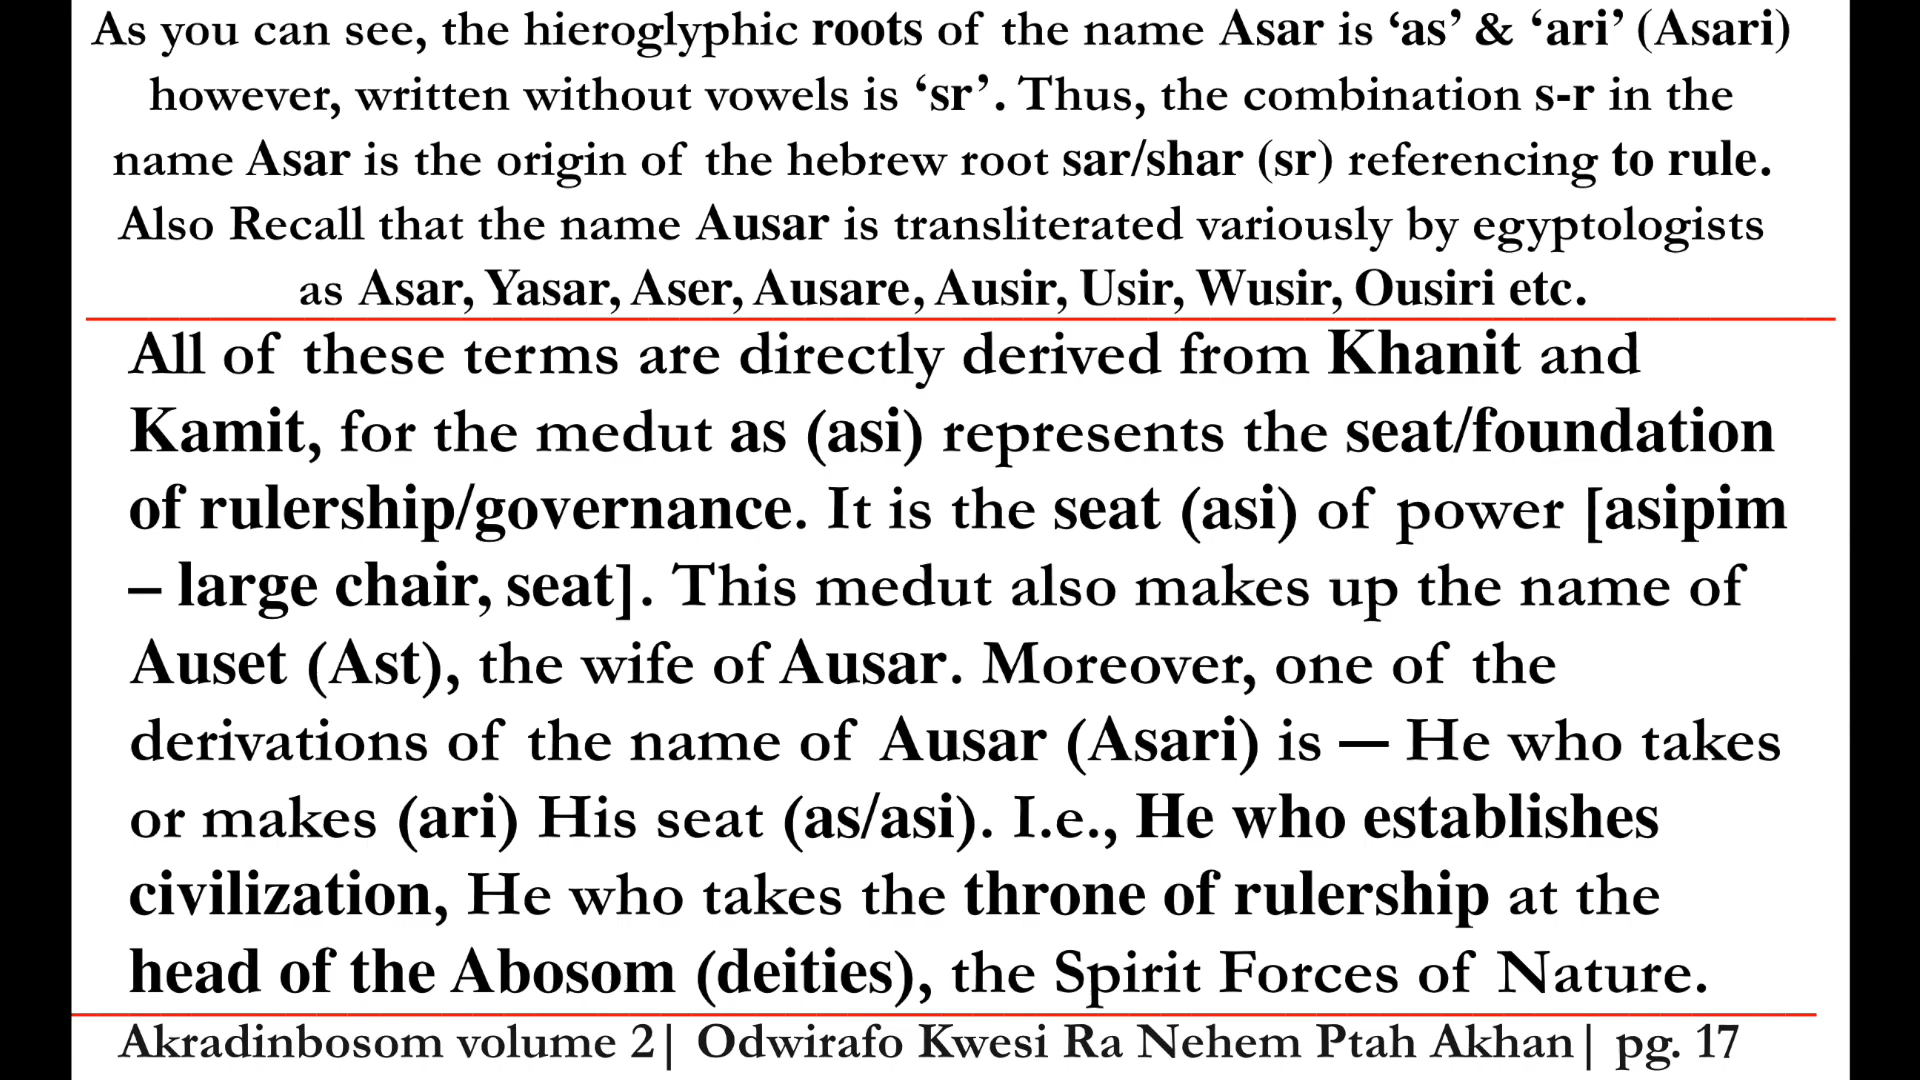 As you can see, the hieroglyphic roots of the name Asar is ‘as’ & ‘ari’ (Asari)
however, written without vowels is ‘sr’. Thus, the combination s-r in the
name Asar is the origin of the hebrew root sar/shar (sr) referencing to rule.
Also Recall that the name Ausar is transliterated variously by egyptologists
as Asar, Yasar, Aser, Ausare, Ausir, Usir, Wusir, Ousiri etc.
All of these terms are directly derived from Khanit and
Kamit, for the medut as (asi) represents the seat/foundation
of rulership/governance. It is the seat (asi) of power [asipim
– large chair, seat]. This medut also makes up the name of
Auset (Ast), the wife of Ausar. Moreover, one of the
derivations of the name of Ausar (Asari) is — He who takes
or makes (ari) His seat (as/asi). I.e., He who establishes
civilization, He who takes the throne of rulership at the
head of the Abosom (deities), the Spirit Forces of Nature.
Akradinbosom volume 2| Odwirafo Kwesi Ra Nehem Ptah Akhan| pg. 17